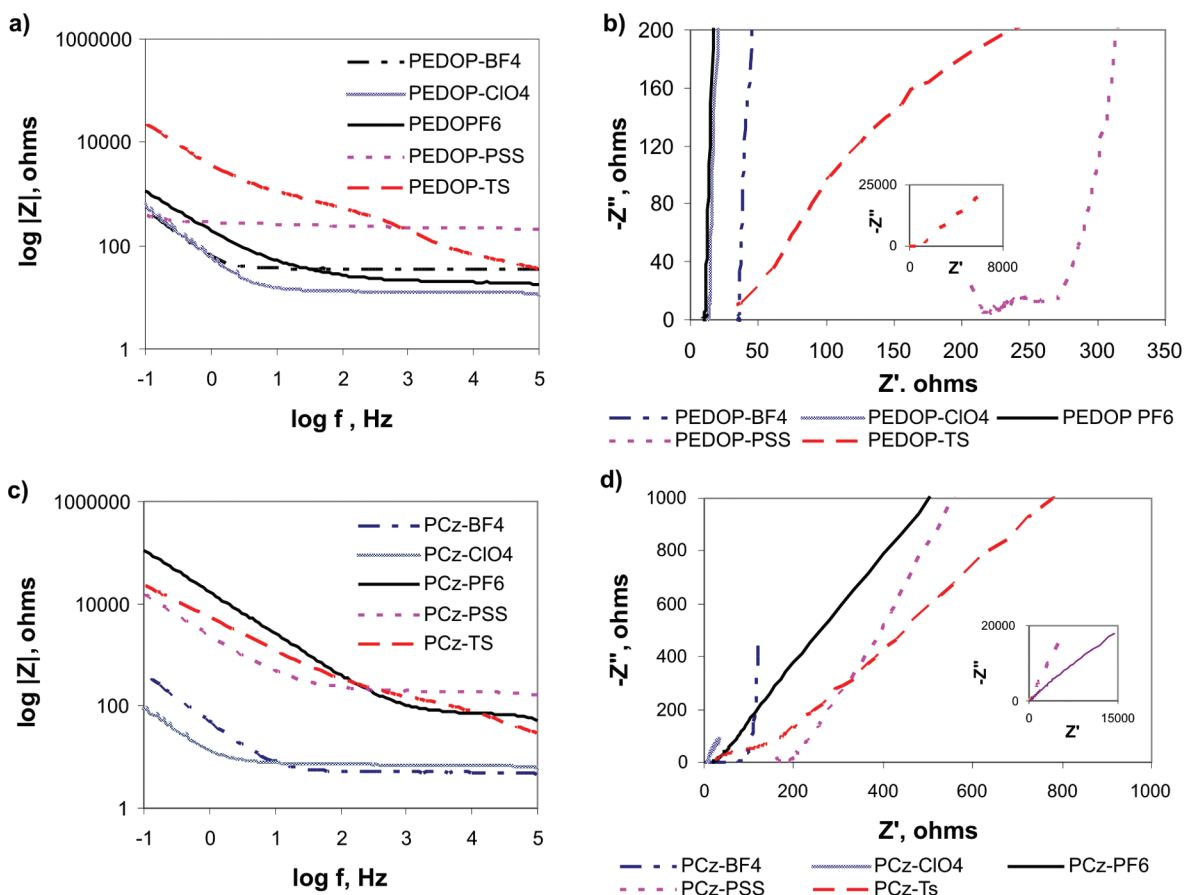 a)
1000000
10000
100
1
log |Z|, ohms
-1 0 1 2 3 4 5
log f , Hz
PEDOP-BF4
PEDOP-ClO4
PEDOPPF6
PEDOP-PSS
PEDOP-TS
b)
200
160
120
80
40
0
-Z", ohms
0 50 100 150 200 250 300 350
Z'. ohms
25000
0
-Z"
0 8000
Z'
PEDOP-BF4 PEDOP-ClO4 PEDOP PF6
PEDOP-PSS PEDOP-TS
c)
1000000
10000
100
1
log |Z|, ohms
-1 0 1 2 3 4 5
log f, Hz
PCz-BF4
PCz-ClO4
PCz-PF6
PCz-PSS
PCz-TS
d)
1000
800
600
400
200
0
-Z", ohms
0 200 400 600 800 1000
Z', ohms
20000
0
-Z"
0 15000
Z'
PCz-BF4 PCz-ClO4 PCz-PF6
PCz-PSS PCz-Ts